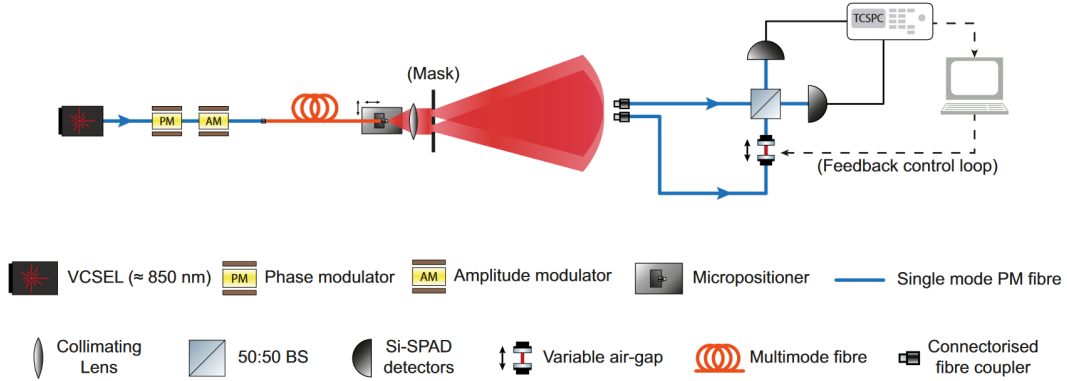 TCSPC
(Mask)
PM
AM
(Feedback control loop)
VCSEL (≈ 850 nm)
PM
Phase modulator
AM
Amplitude modulator
Micropositioner
Single mode PM fibre
Collimating
Lens
50:50 BS
Si-SPAD
detectors
Variable air-gap
Multimode fibre
Connectorised
fibre coupler